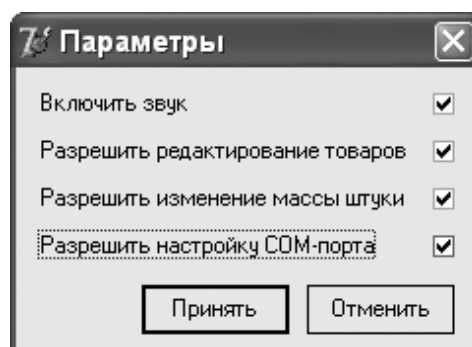 Параметры
Включить звук
Разрешить редактирование товаров
Разрешить изменение массы штуки
Разрешить настройку COM-порта
Принять Отменить